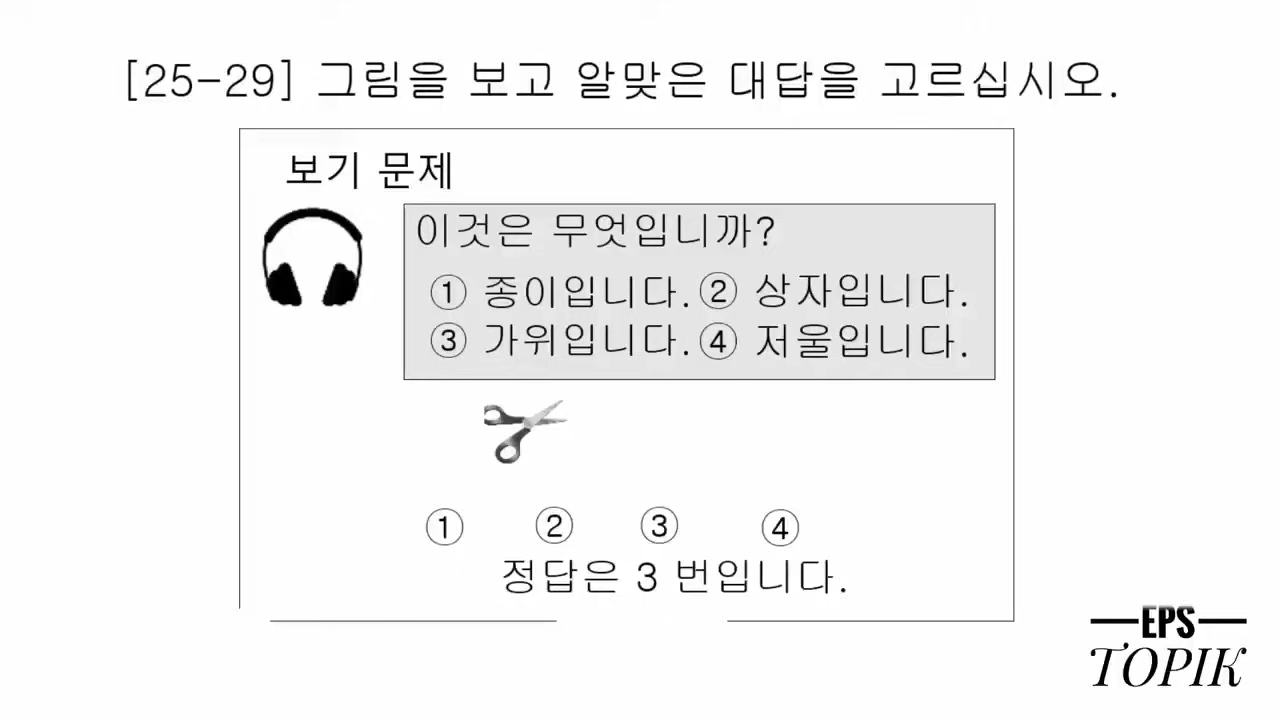 [25-29] 그림을 보고 알맞은 대답을 고르십시오.
보기 문제
이것은 무엇입니까?
① 종이입니다. ② 상자입니다.
③ 가위입니다. ④ 저울입니다.
① ② ③ ④
정답은 3 번입니다.
EPS
TOPIK